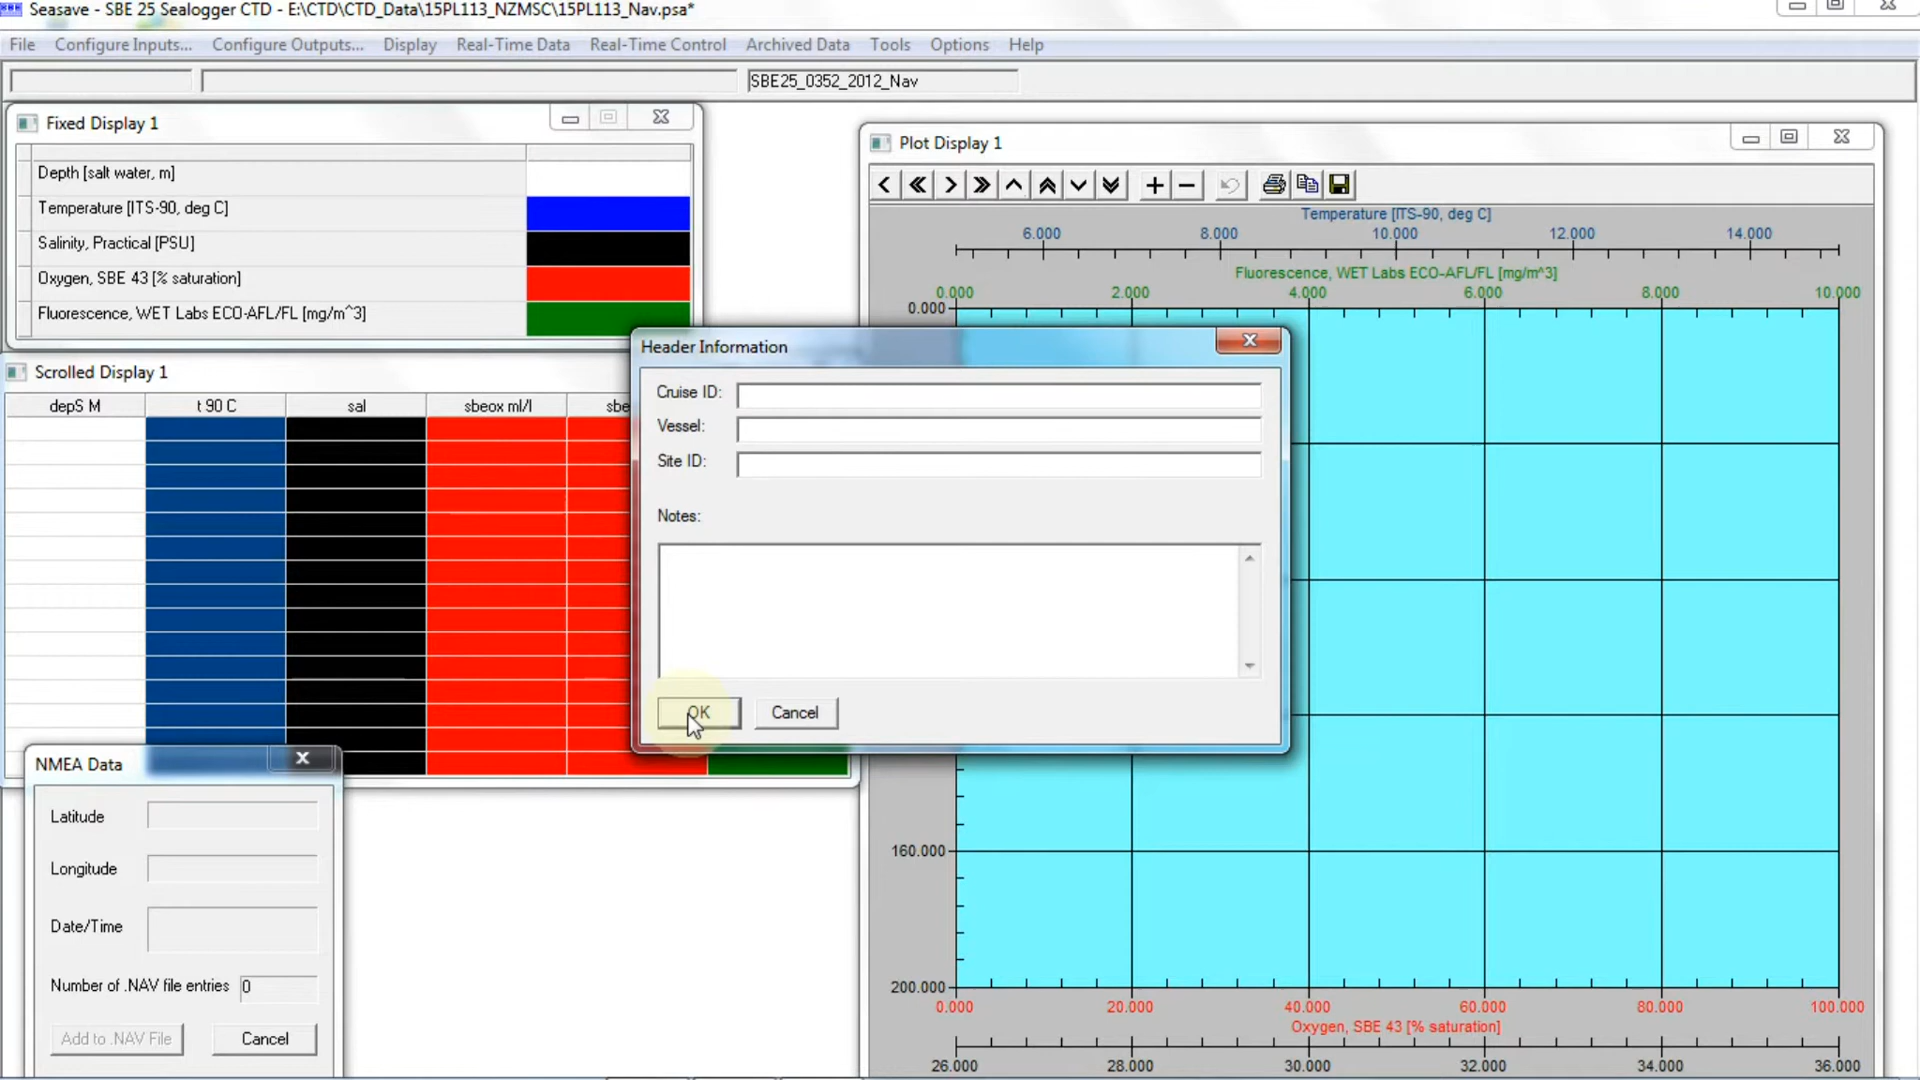 Seasave - SBE 25 Sealogger CTD - E:\CTD\CTD_Data\15PL113_NZMSC\15PL113_Nav.psa*
File Configure Inputs... Configure Outputs... Display Real-Time Data Real-Time Control Archived Data Tools Options Help
SBE25_0352_2012_Nav
Fixed Display 1
Depth [salt water, m]
Temperature [ITS-90, deg C]
Salinity, Practical [PSU]
Oxygen, SBE 43 [% saturation]
Fluorescence, WET Labs ECO-AFL/FL [mg/m^3]
Scrolled Display 1
depS M t 90 C sal sbeox ml/l sbe
Header Information
Cruise ID:
Vessel:
Site ID:
Notes:
OK Cancel
NMEA Data
Latitude
Longitude
Date/Time
Number of .NAV file entries 0
Add to .NAV File Cancel
Plot Display 1
Temperature [ITS-90, deg C]
6.000 8.000 10.000 12.000 14.000
Fluorescence, WET Labs ECO-AFL/FL [mg/m^3]
0.000 2.000 4.000 6.000 8.000 10.000
0.000
160.000
200.000
0.000 20.000 40.000 60.000 80.000 100.000
Oxygen, SBE 43 [% saturation]
26.000 28.000 30.000 32.000 34.000 36.000